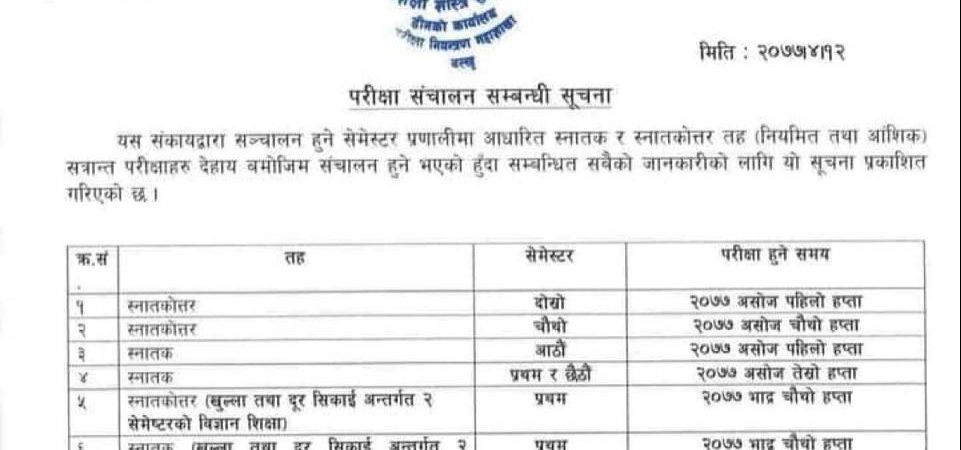 डीनको कार्यालय
परीक्षा नियन्त्रण महाशाखा
बल्खु
मिति : २०७७।४।१२
परीक्षा संचालन सम्बन्धी सूचना
यस संकायद्वारा सञ्चालन हुने सेमेस्टर प्रणालीमा आधारित स्नातक र स्नातकोत्तर तह (नियमित तथा आंशिक)
सत्रान्त परीक्षाहरु देहाय बमोजिम संचालन हुने भएको हुँदा सम्बन्धित सबैको जानकारीको लागि यो सूचना प्रकाशित
गरिएको छ ।
क्र.सं. तह सेमेस्टर परीक्षा हुने समय
१ स्नातकोत्तर दोस्रो २०७७ असोज पहिलो हप्ता
२ स्नातकोत्तर चौथो २०७७ असोज चौथो हप्ता
३ स्नातक आठौं २०७७ असोज पहिलो हप्ता
४ स्नातक प्रथम र छैठौं २०७७ असोज तेस्रो हप्ता
५ स्नातकोत्तर (खुल्ला तथा दूर सिकाई अन्तर्गत २ प्रथम २०७७ भाद्र चौथो हप्ता
सेमेष्टरको विज्ञान शिक्षा)
६ स्नातक (खुल्ला तथा दूर सिकाई अन्तर्गत २ प्रथम २०७७ भाद्र चौथो हप्ता